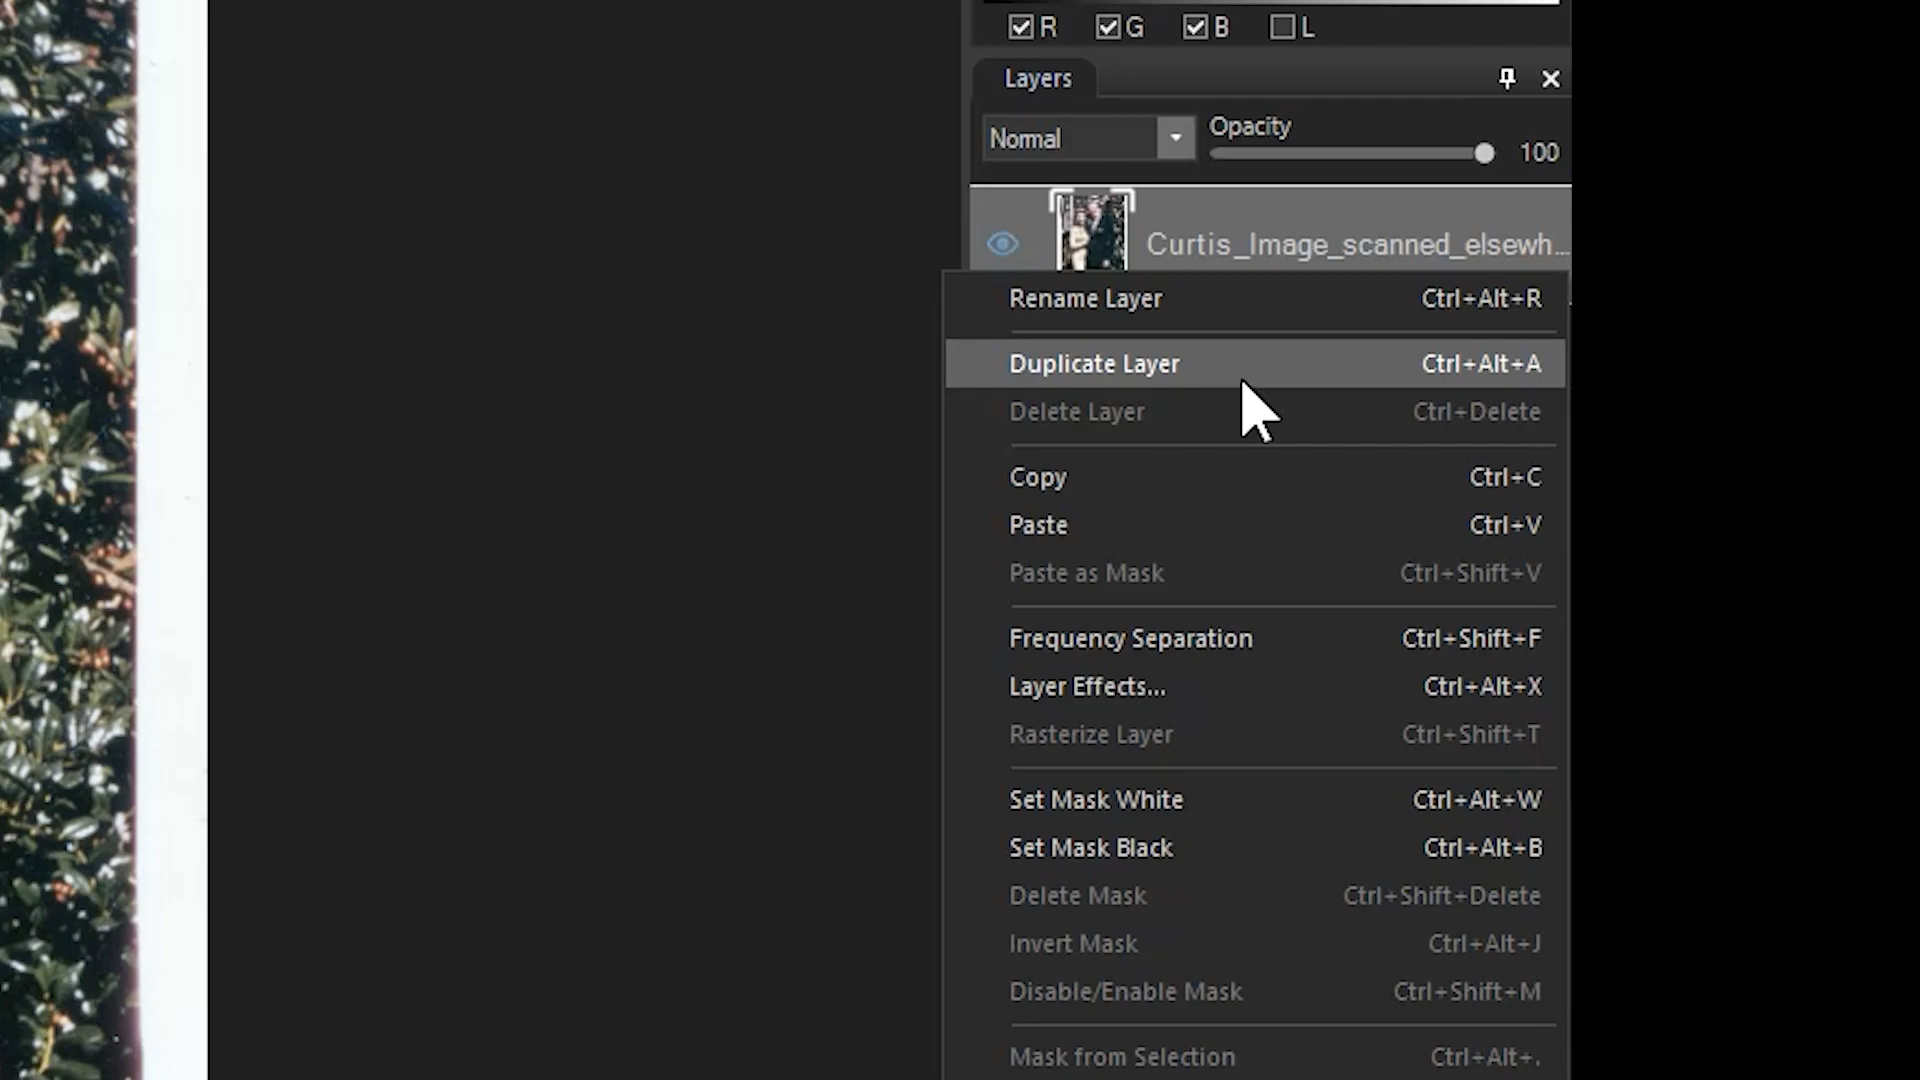 R G B L
Layers
Normal
Opacity
100
Curtis_Image_scanned_elsewh...
Rename Layer Ctrl+Alt+R
Duplicate Layer Ctrl+Alt+A
Delete Layer Ctrl+Delete
Copy Ctrl+C
Paste Ctrl+V
Paste as Mask Ctrl+Shift+V
Frequency Separation Ctrl+Shift+F
Layer Effects... Ctrl+Alt+X
Rasterize Layer Ctrl+Shift+T
Set Mask White Ctrl+Alt+W
Set Mask Black Ctrl+Alt+B
Delete Mask Ctrl+Shift+Delete
Invert Mask Ctrl+Alt+J
Disable/Enable Mask Ctrl+Shift+M
Mask from Selection Ctrl+Alt+.